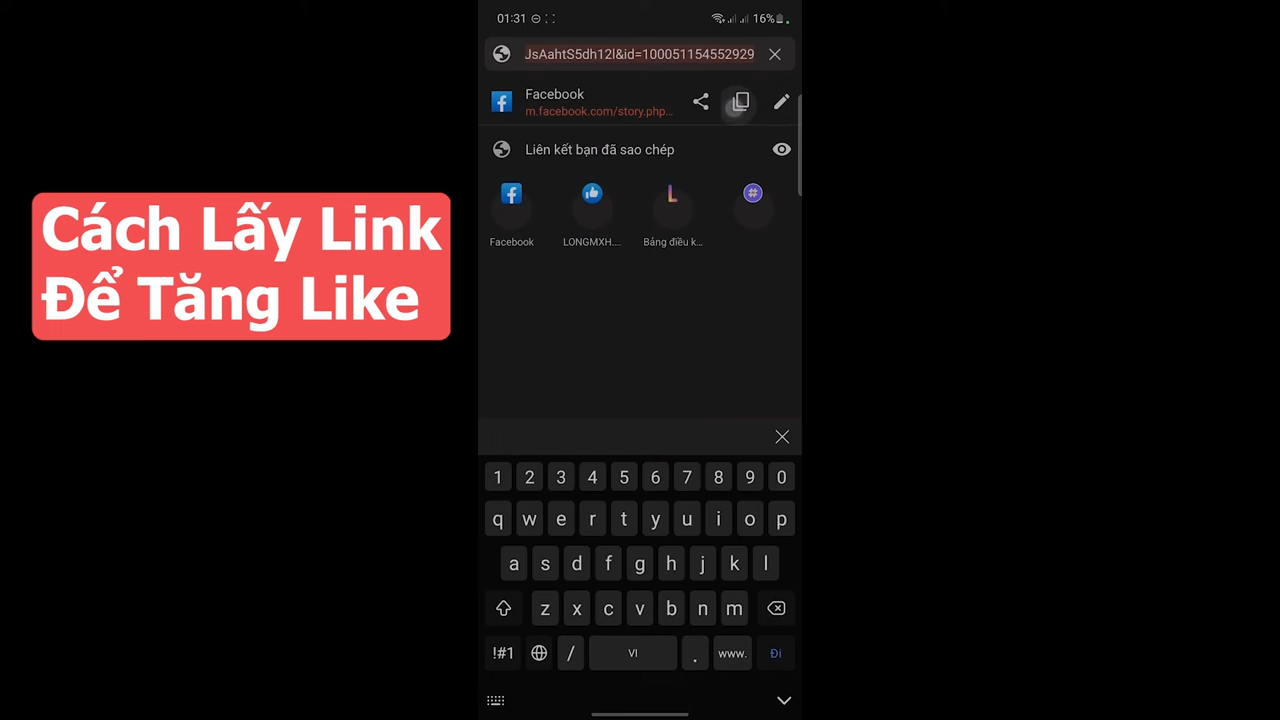 01:31
16%
JsAahtS5dh12l&id=100051154552929
Facebook
m.facebook.com/story.php...
Liên kết bạn đã sao chép
Facebook
LONGMXH....
Bảng điều k...
Cách Lấy Link
Để Tăng Like
1 2 3 4 5 6 7 8 9 0
q w e r t y u i o p
a s d f g h j k l
z x c v b n m
!#1 / VI . www. Đi